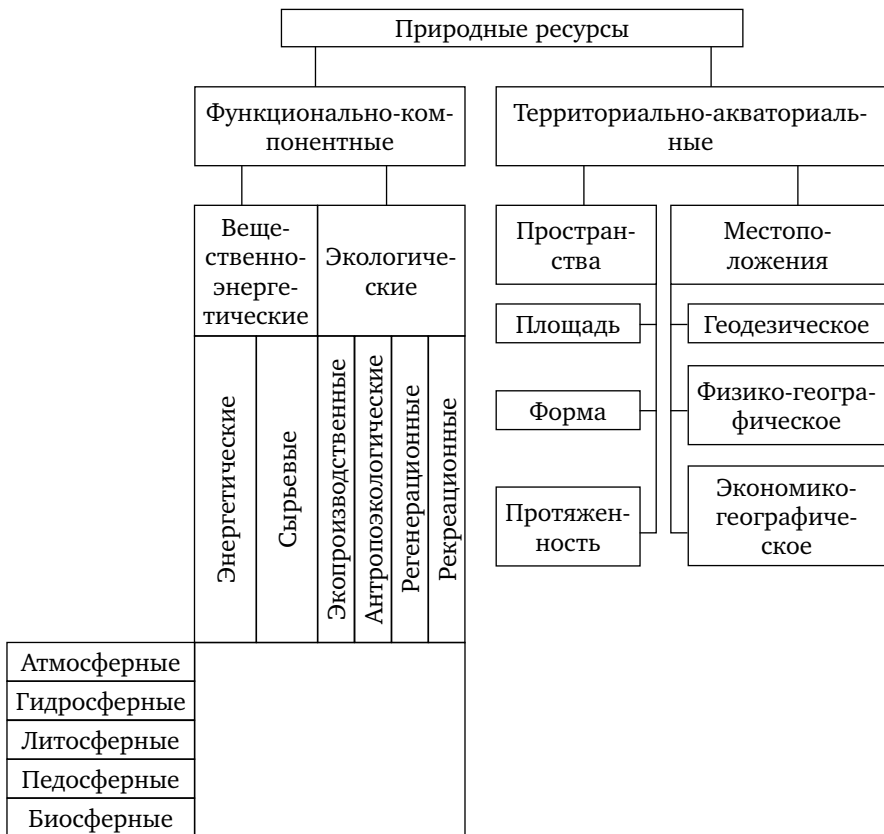 Природные ресурсы
Функционально-ком-
понентные
Территориально-акваториаль-
ные
Веще-
ственно-
энерге-
тические
Экологиче-
ские
Простран-
ства
Местопо-
ложения
Площадь
Геодезическое
Форма
Физико-геогра-
фическое
Протяжен-
ность
Экономико-
географиче-
ское
Энергетические
Сырьевые
Экопроизводственные
Антропоэкологические
Регенерационные
Рекреационные
Атмосферные
Гидросферные
Литосферные
Педосферные
Биосферные